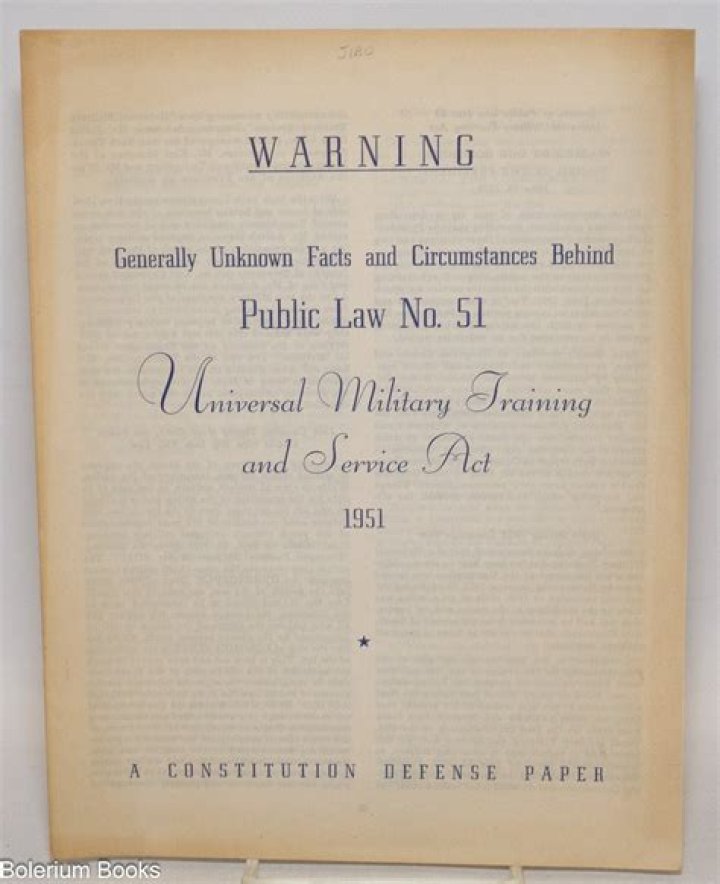 WARNING
Generally Unknown Facts and Circumstances Behind
Public Law No. 51
Universal Military Training
and Service Act
1951
A CONSTITUTION DEFENSE PAPER
Bolerium Books